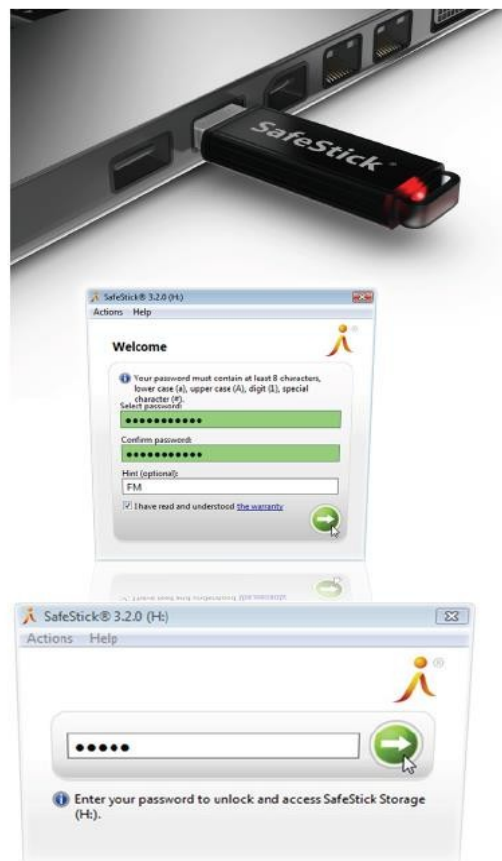 SafeStick
SafeStick® 3.2.0 (H:)
Actions Help
Welcome
®
Your password must contain at least 8 characters,
lower case (a), upper case (A), digit (1), special
character (#).
Select password:
●●●●●●●●●●●
Confirm password:
●●●●●●●●●●●
Hint (optional):
FM
I have read and understood the warranty
SafeStick® 3.2.0 (H:)
Actions Help
®
●●●●●
Enter your password to unlock and access SafeStick Storage
(H:).